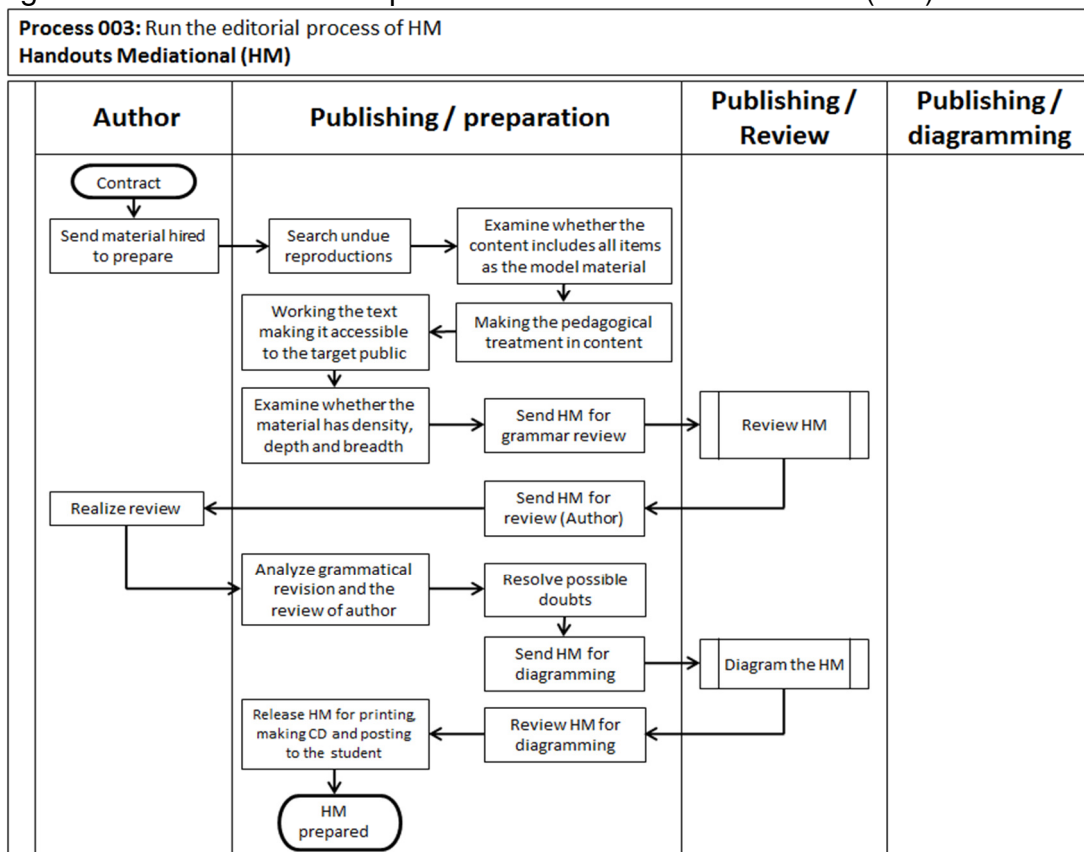 Process 003: Run the editorial process of HM
Handouts Mediational (HM)
Author
Publishing / preparation
Publishing /
Review
Publishing /
diagramming
Contract
Send material hired
to prepare
Search undue
reproductions
Examine whether the
content includes all items
as the model material
Working the text
making it accessible
to the target public
Making the pedagogical
treatment in content
Examine whether the
material has density,
depth and breadth
Send HM for
grammar review
Review HM
Realize review
Send HM for
review (Author)
Analyze grammatical
revision and the
review of author
Resolve possible
doubts
Send HM for
diagramming
Diagram the HM
Release HM for printing,
making CD and posting
to the student
Review HM for
diagramming
HM
prepared